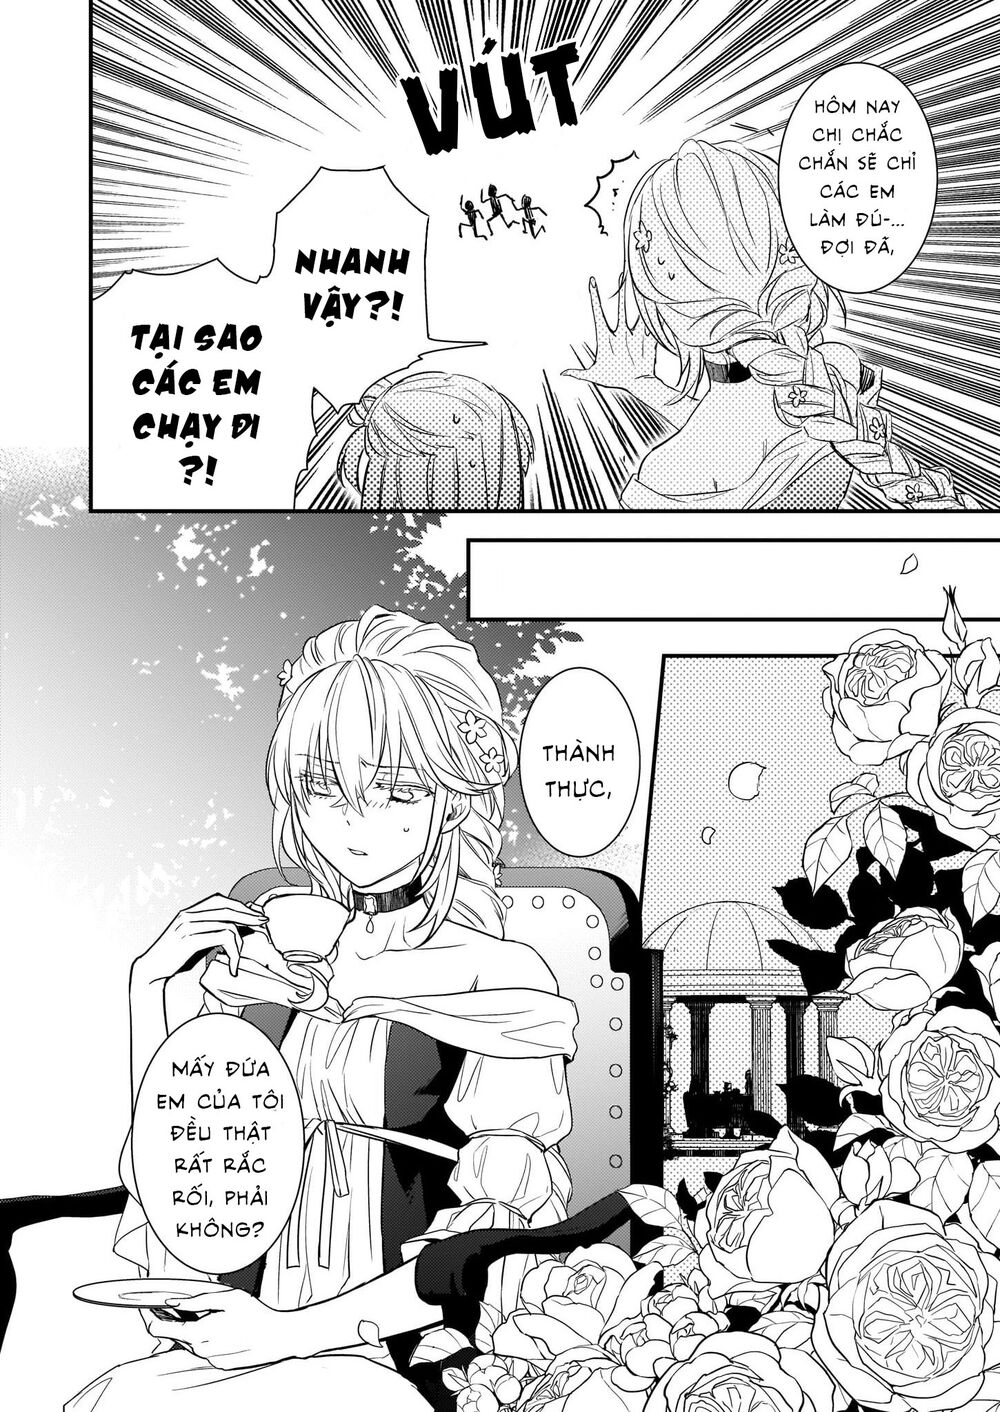 HÔM NAY
CHỊ CHẮC
CHẮN SẼ CHỈ
CÁC EM
LÀM ĐÚ-...
ĐỢI ĐÃ,
VÚT
NHANH
VẬY?!
TẠI SAO
CÁC EM
CHẠY ĐI
?!
THÀNH
THỰC,
MẤY ĐỨA
EM CỦA TÔI
ĐỀU THẬT
RẤT RẮC
RỐI, PHẢI
KHÔNG?